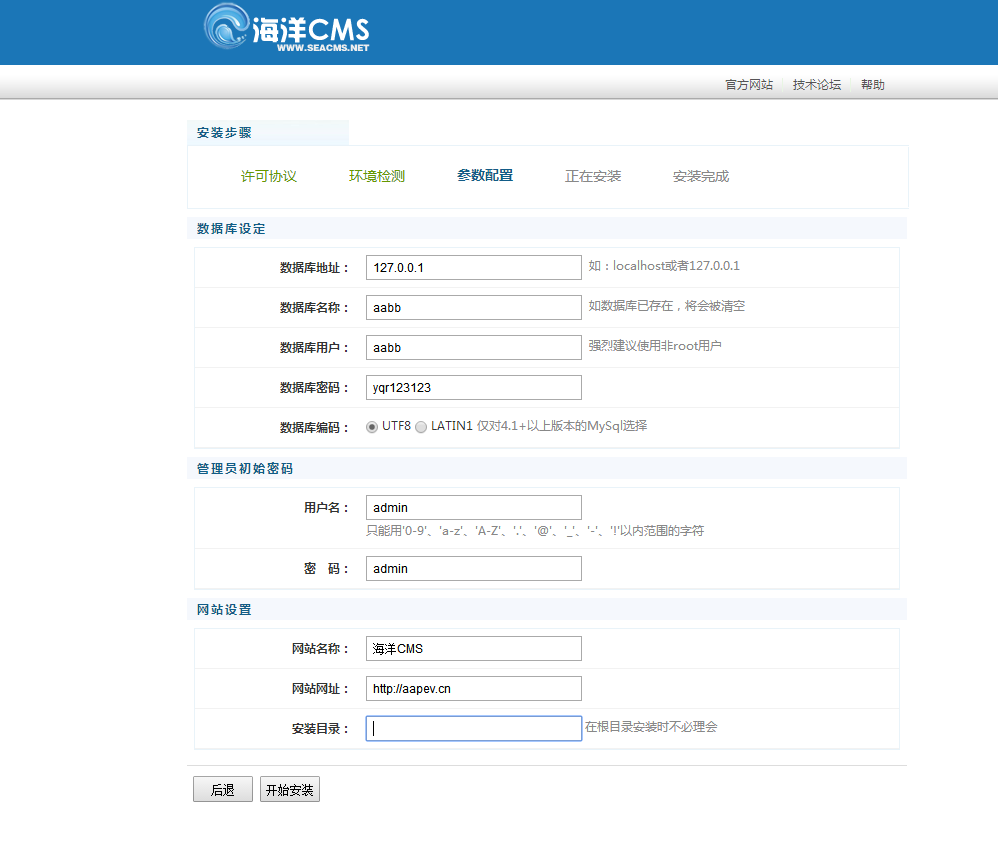 海洋CMS
WWW.SEACMS.NET
官方网站 技术论坛 帮助
安装步骤
许可协议 环境检测 参数配置 正在安装 安装完成
数据库设定
数据库地址： 127.0.0.1 如：localhost或者127.0.0.1
数据库名称： aabb 如数据库已存在，将会被清空
数据库用户： aabb 强烈建议使用非root用户
数据库密码： yqr123123
数据库编码： UTF8 LATIN1 仅对4.1+以上版本的MySql选择
管理员初始密码
用户名： admin
只能用'0-9'、'a-z'、'A-Z'、'.'、'@'、'_'、'-'、'!'以内范围的字符
密 码： admin
网站设置
网站名称： 海洋CMS
网站网址： http://aapev.cn
安装目录： 在根目录安装时不必理会
后退 开始安装